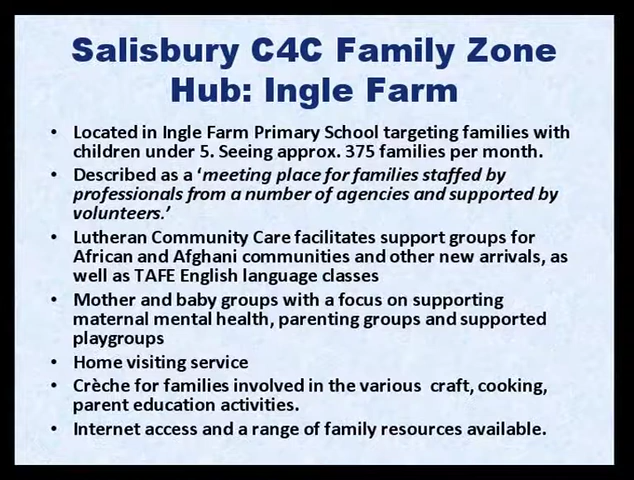 Salisbury C4C Family Zone
Hub: Ingle Farm
• Located in Ingle Farm Primary School targeting families with
children under 5. Seeing approx. 375 families per month.
• Described as a ‘meeting place for families staffed by
professionals from a number of agencies and supported by
volunteers.’
• Lutheran Community Care facilitates support groups for
African and Afghani communities and other new arrivals, as
well as TAFE English language classes
• Mother and baby groups with a focus on supporting
maternal mental health, parenting groups and supported
playgroups
• Home visiting service
• Crèche for families involved in the various  craft, cooking,
parent education activities.
• Internet access and a range of family resources available.